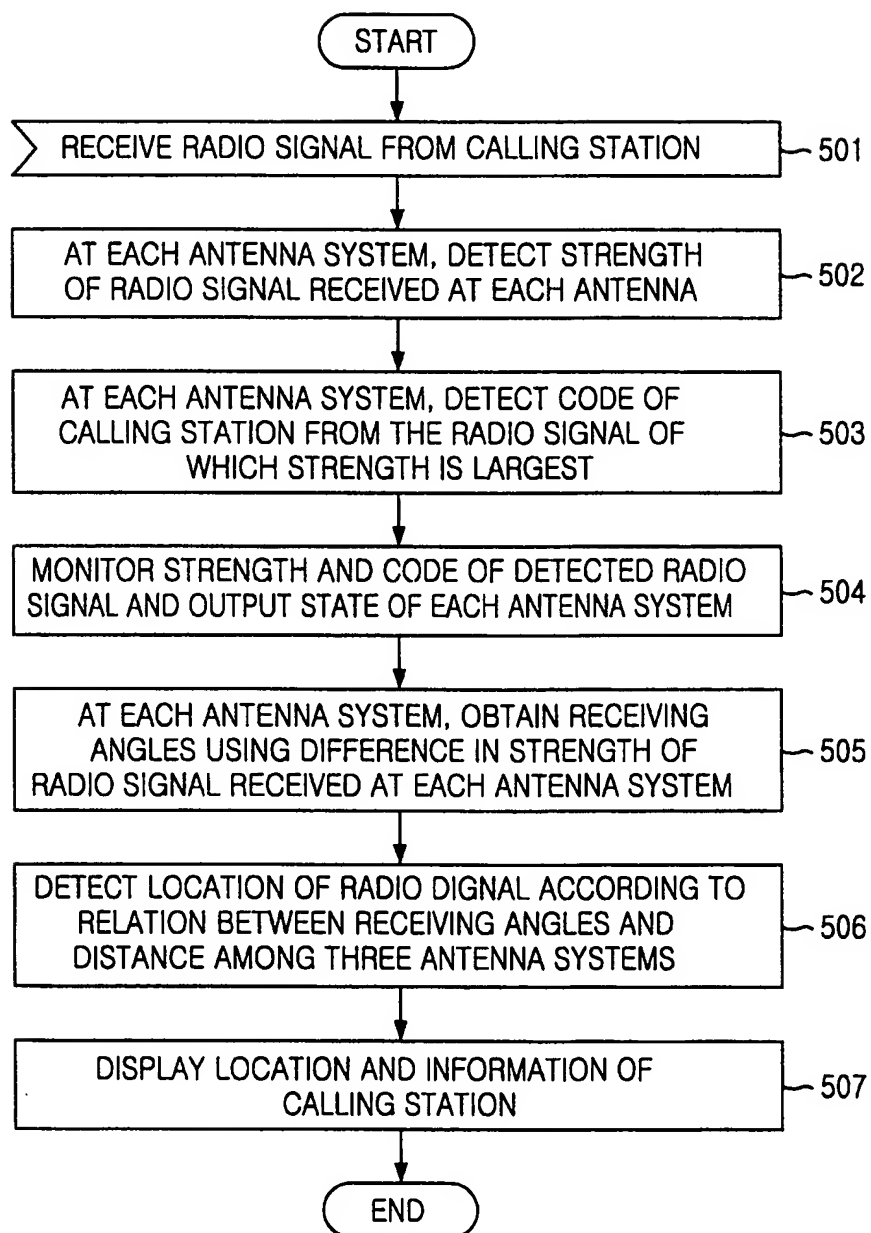 START
RECEIVE RADIO SIGNAL FROM CALLING STATION
501
AT EACH ANTENNA SYSTEM, DETECT STRENGTH
OF RADIO SIGNAL RECEIVED AT EACH ANTENNA
502
AT EACH ANTENNA SYSTEM, DETECT CODE OF
CALLING STATION FROM THE RADIO SIGNAL OF
WHICH STRENGTH IS LARGEST
503
MONITOR STRENGTH AND CODE OF DETECTED RADIO
SIGNAL AND OUTPUT STATE OF EACH ANTENNA SYSTEM
504
AT EACH ANTENNA SYSTEM, OBTAIN RECEIVING
ANGLES USING DIFFERENCE IN STRENGTH OF
RADIO SIGNAL RECEIVED AT EACH ANTENNA SYSTEM
505
DETECT LOCATION OF RADIO DIGNAL ACCORDING TO
RELATION BETWEEN RECEIVING ANGLES AND
DISTANCE AMONG THREE ANTENNA SYSTEMS
506
DISPLAY LOCATION AND INFORMATION OF
CALLING STATION
507
END